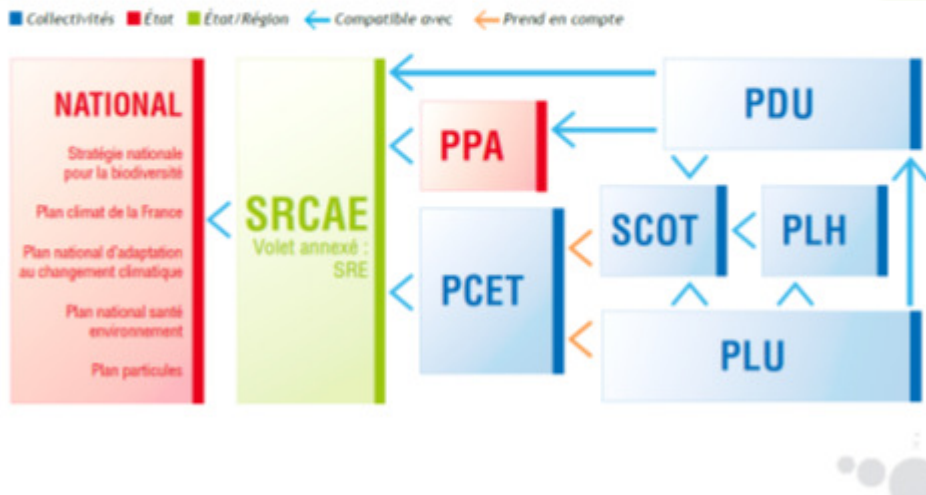 Collectivités État État/Région Compatible avec Prend en compte
NATIONAL
Stratégie nationale
pour la biodiversité
Plan climat de la France
Plan national d'adaptation
au changement climatique
Plan national santé
environnement
Plan particules
SRCAE
Volet annexé :
SRE
PPA
PCET
PDU
SCOT
PLH
PLU